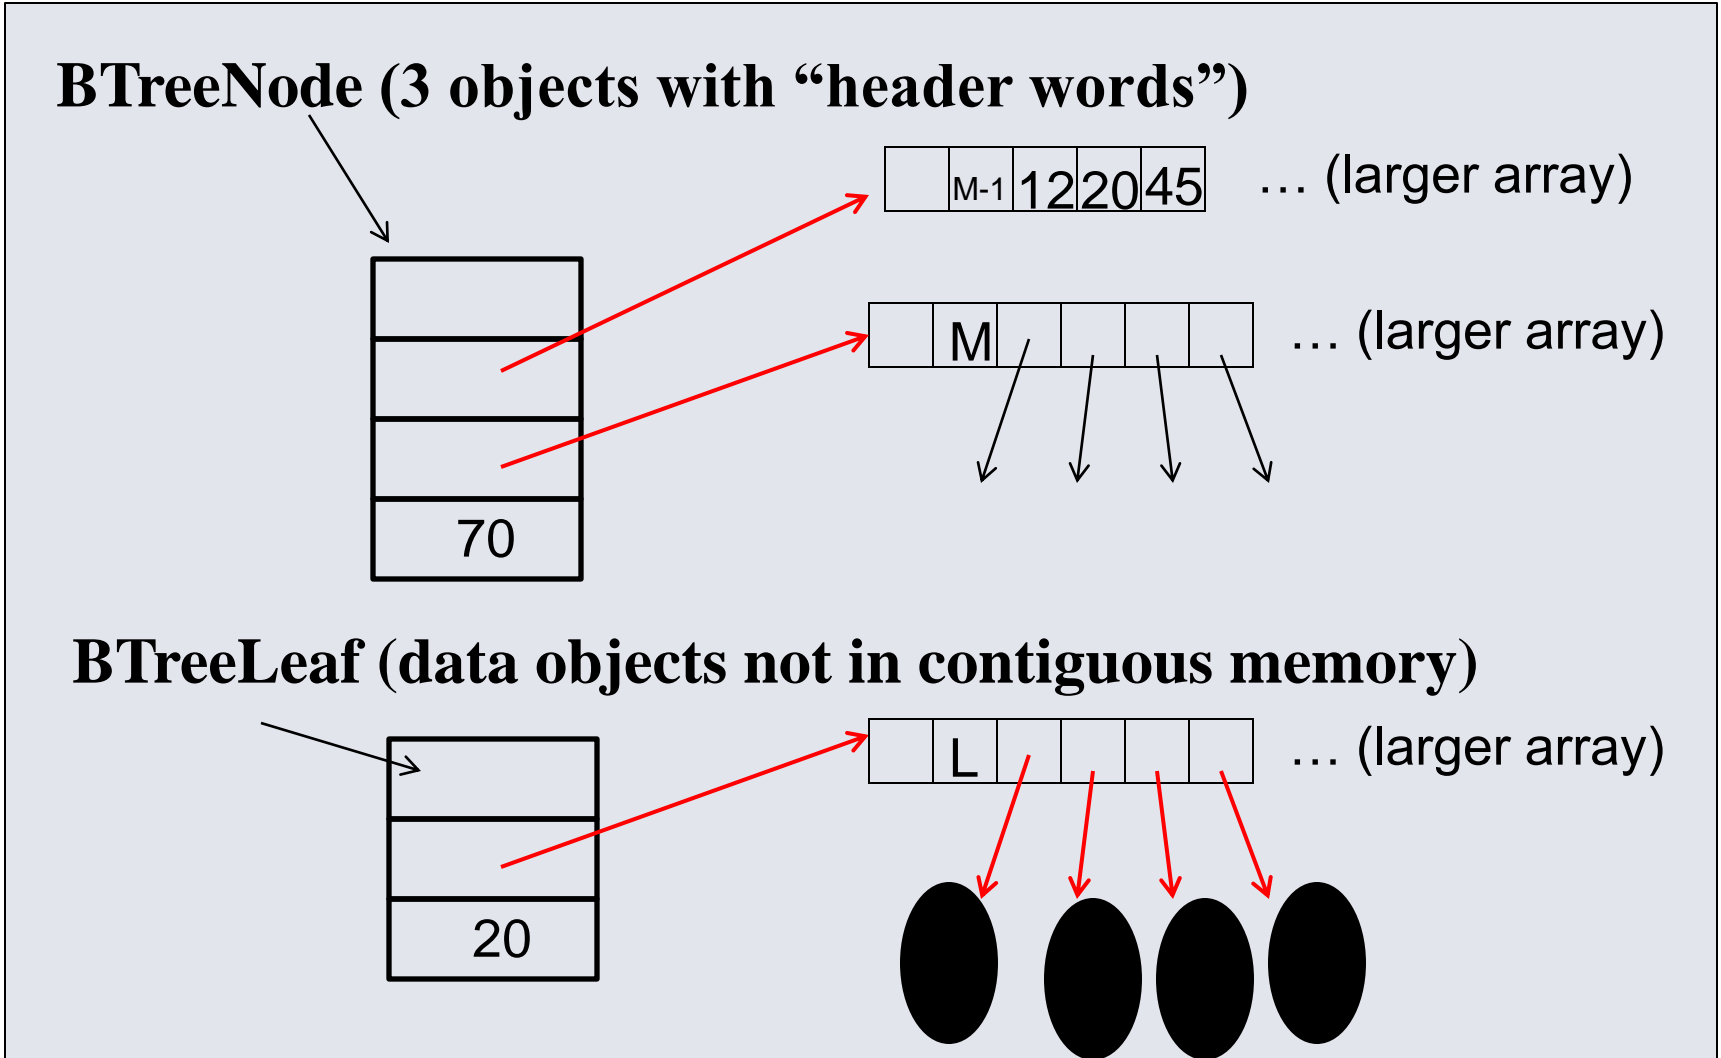 BTreeNode (3 objects with “header words”)
M-1 12 20 45 … (larger array)
M … (larger array)
70
BTreeLeaf (data objects not in contiguous memory)
L … (larger array)
20